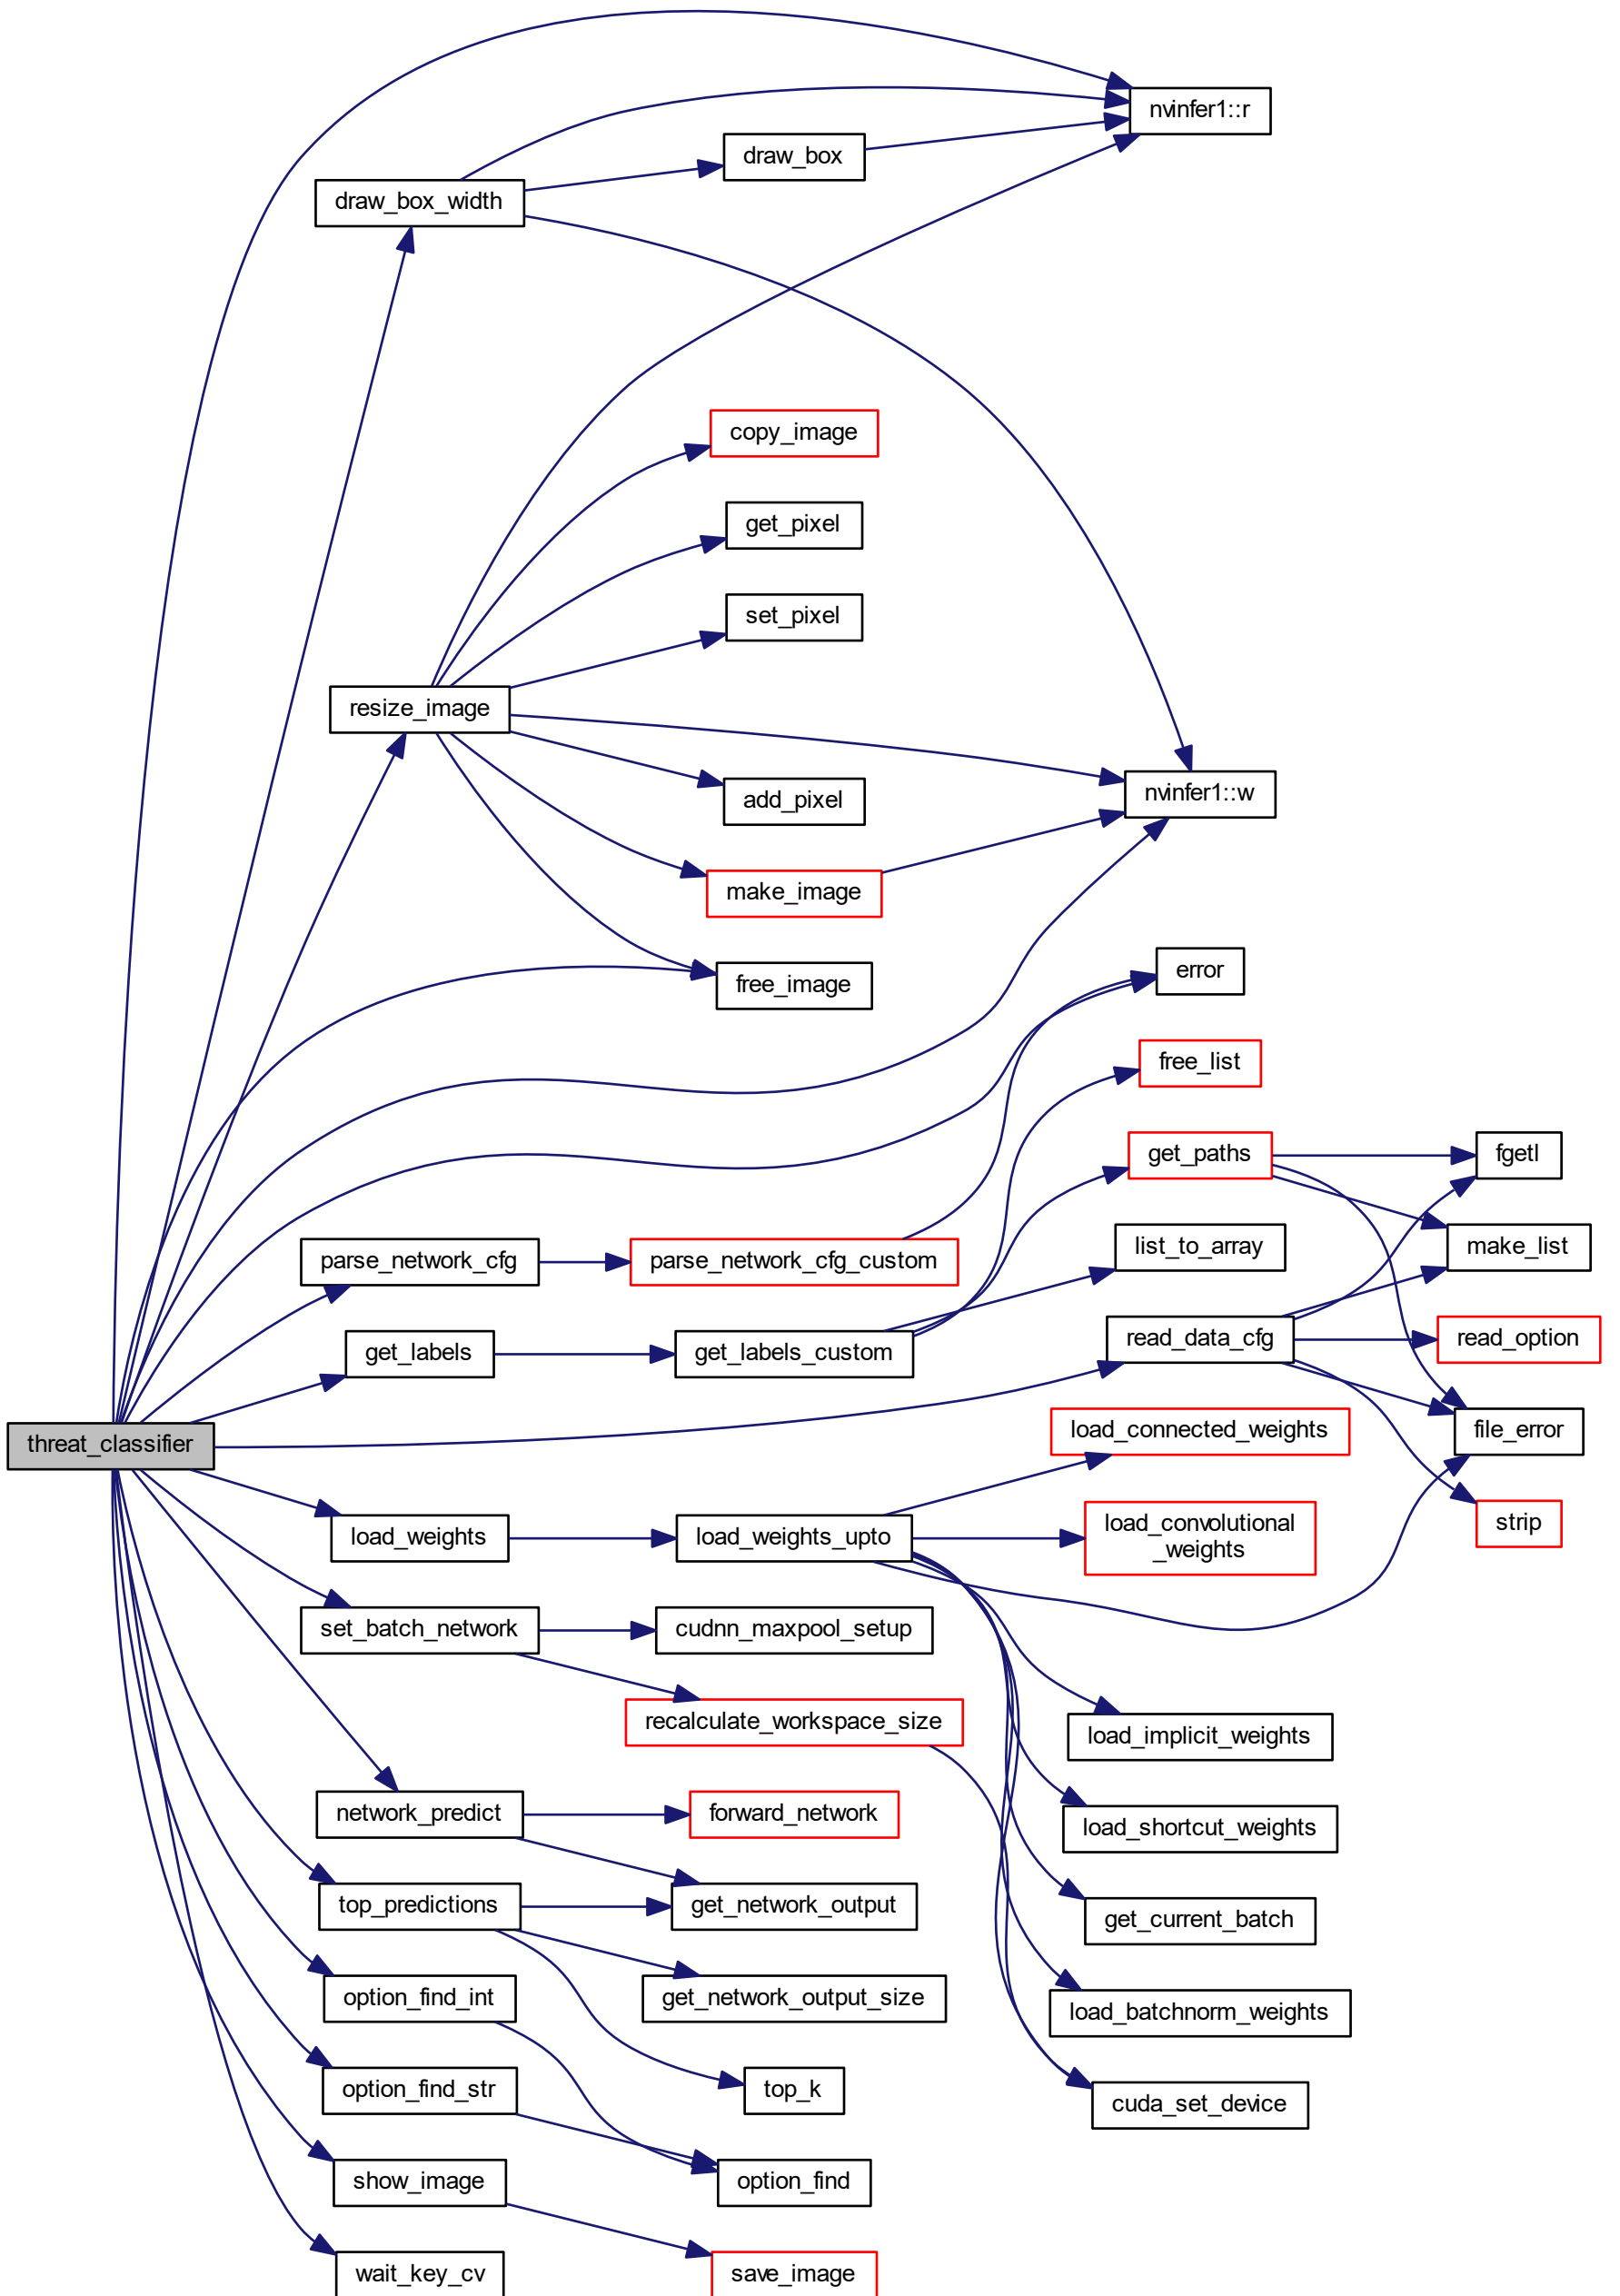 nvinfer1::r
draw_box
draw_box_width
copy_image
get_pixel
set_pixel
resize_image
nvinfer1::w
add_pixel
make_image
error
free_image
free_list
get_paths
fgetl
list_to_array
make_list
parse_network_cfg
parse_network_cfg_custom
read_data_cfg
read_option
get_labels
get_labels_custom
load_connected_weights
file_error
threat_classifier
load_convolutional
_weights
strip
load_weights
load_weights_upto
set_batch_network
cudnn_maxpool_setup
recalculate_workspace_size
load_implicit_weights
network_predict
forward_network
load_shortcut_weights
top_predictions
get_network_output
get_current_batch
option_find_int
get_network_output_size
load_batchnorm_weights
option_find_str
top_k
cuda_set_device
show_image
option_find
wait_key_cv
save_image